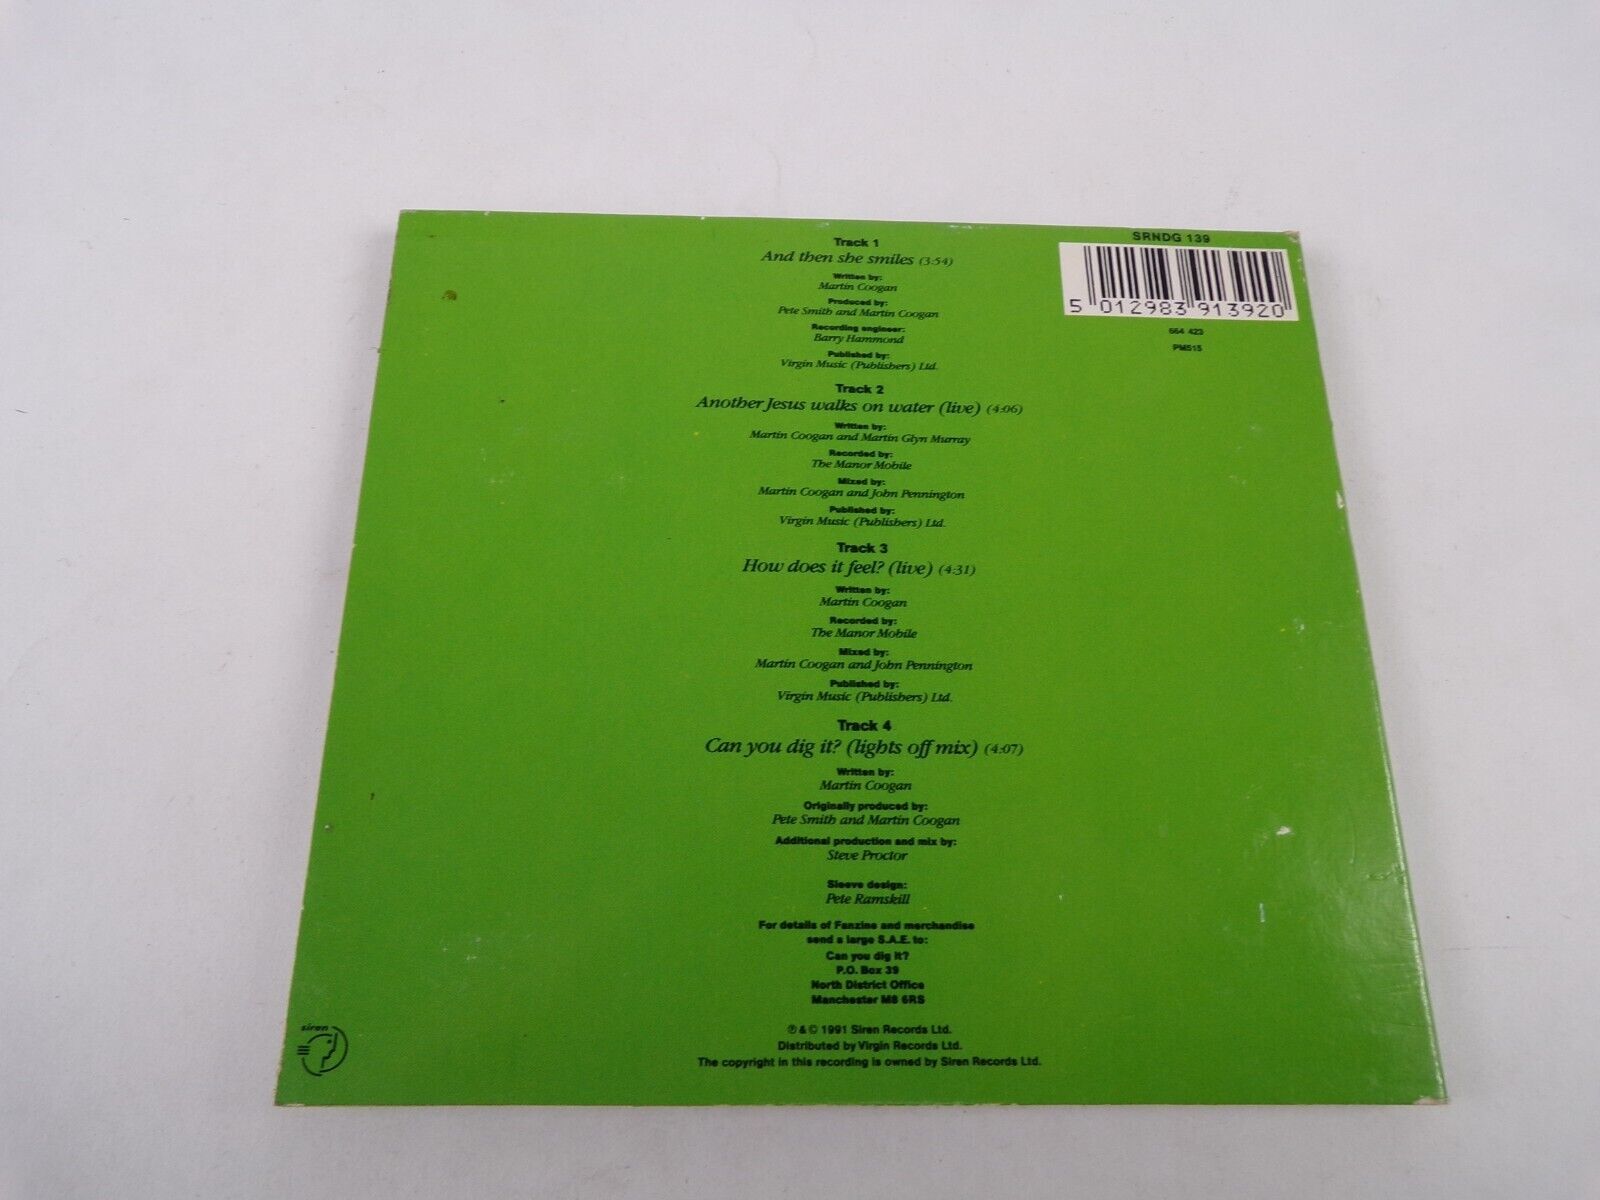 Track 1
And then she smiles (3:54)
Written by:
Martin Coogan
Produced by:
Pete Smith and Martin Coogan
Recording engineer:
Barry Hammond
Published by:
Virgin Music (Publishers) Ltd.
Track 2
Another Jesus walks on water (live) (4:06)
Written by:
Martin Coogan and Martin Glyn Murray
Recorded by:
The Manor Mobile
Mixed by:
Martin Coogan and John Pennington
Published by:
Virgin Music (Publishers) Ltd.
Track 3
How does it feel? (live) (4:31)
Written by:
Martin Coogan
Recorded by:
The Manor Mobile
Mixed by:
Martin Coogan and John Pennington
Published by:
Virgin Music (Publishers) Ltd.
Track 4
Can you dig it? (lights off mix) (4:07)
Written by:
Martin Coogan
Originally produced by:
Pete Smith and Martin Coogan
Additional production and mix by:
Steve Proctor
Sleeve design:
Pete Ramskill
For details of Fanzine and merchandise
send a large S.A.E. to:
Can you dig it?
P.O. Box 39
North District Office
Manchester M8 6RS
℗ & © 1991 Siren Records Ltd.
Distributed by Virgin Records Ltd.
The copyright in this recording is owned by Siren Records Ltd.
SRNDG 139
5 012983 913920
664 423
PM515
siren